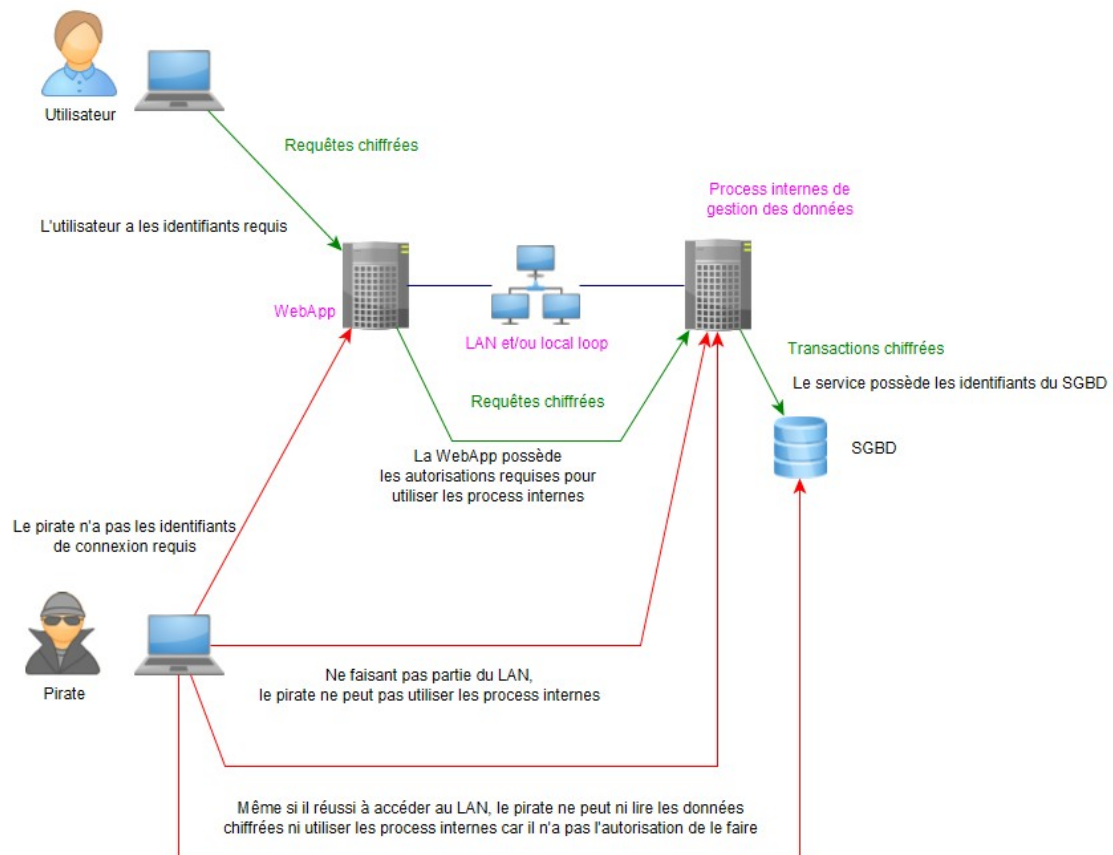 Utilisateur
Requêtes chiffrées
Process internes de
gestion des données
L'utilisateur a les identifiants requis
WebApp
LAN et/ou local loop
Transactions chiffrées
Le service possède les identifiants du SGBD
Requêtes chiffrées
SGBD
La WebApp possède
les autorisations requises pour
utiliser les process internes
Le pirate n'a pas les identifiants
de connexion requis
Pirate
Ne faisant pas partie du LAN,
le pirate ne peut pas utiliser les process internes
Même si il réussi à accéder au LAN, le pirate ne peut ni lire les données
chiffrées ni utiliser les process internes car il n'a pas l'autorisation de le faire